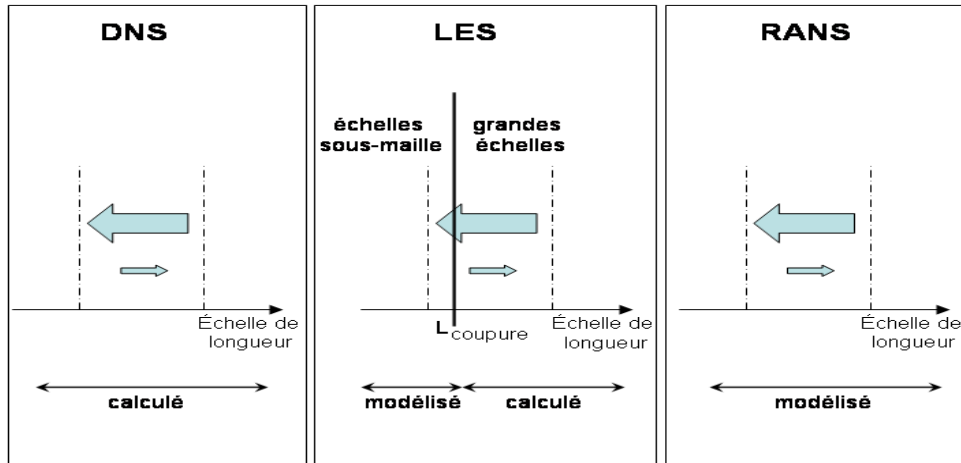 DNS
Échelle de
longueur
calculé
LES
échelles
sous-maille
grandes
échelles
L coupure
Échelle de
longueur
modélisé
calculé
RANS
Échelle de
longueur
modélisé